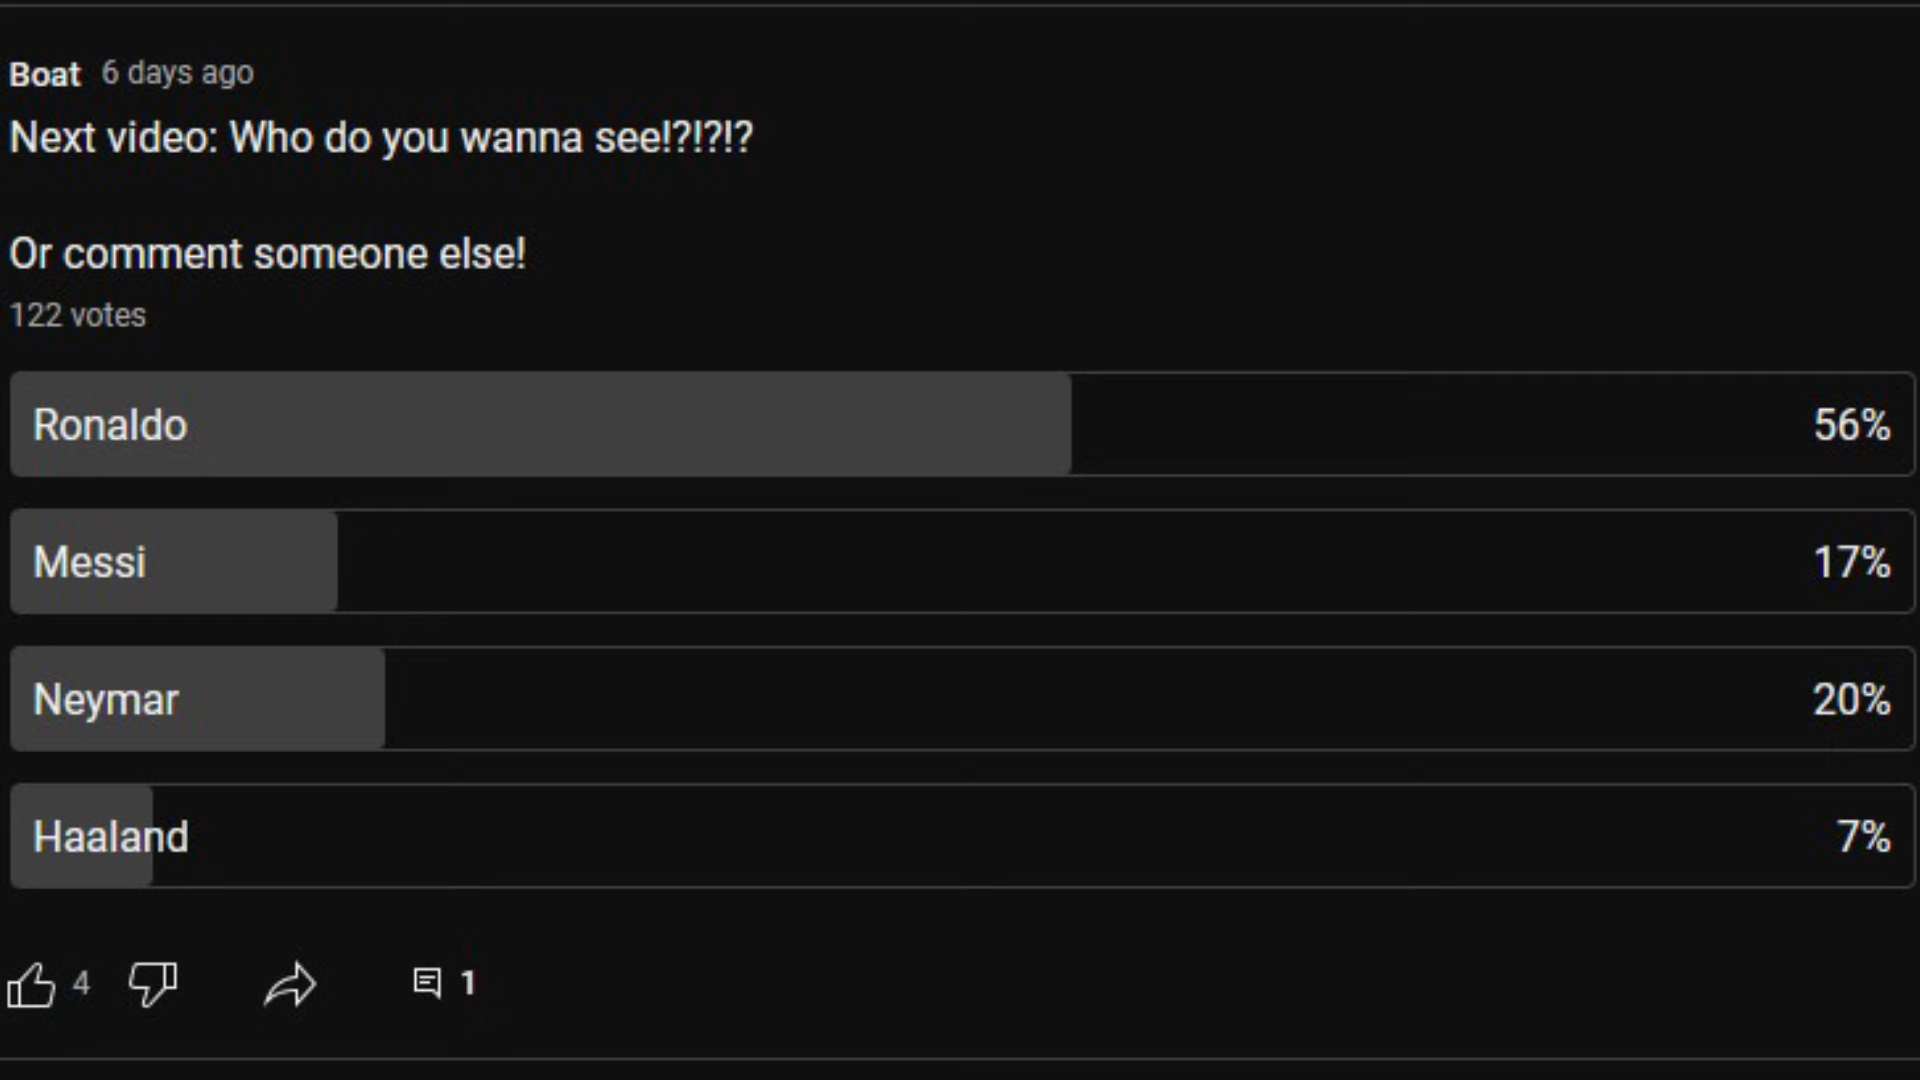 Boat 6 days ago
Next video: Who do you wanna see!?!?!?
Or comment someone else!
122 votes
Ronaldo 56%
Messi 17%
Neymar 20%
Haaland 7%
4 1